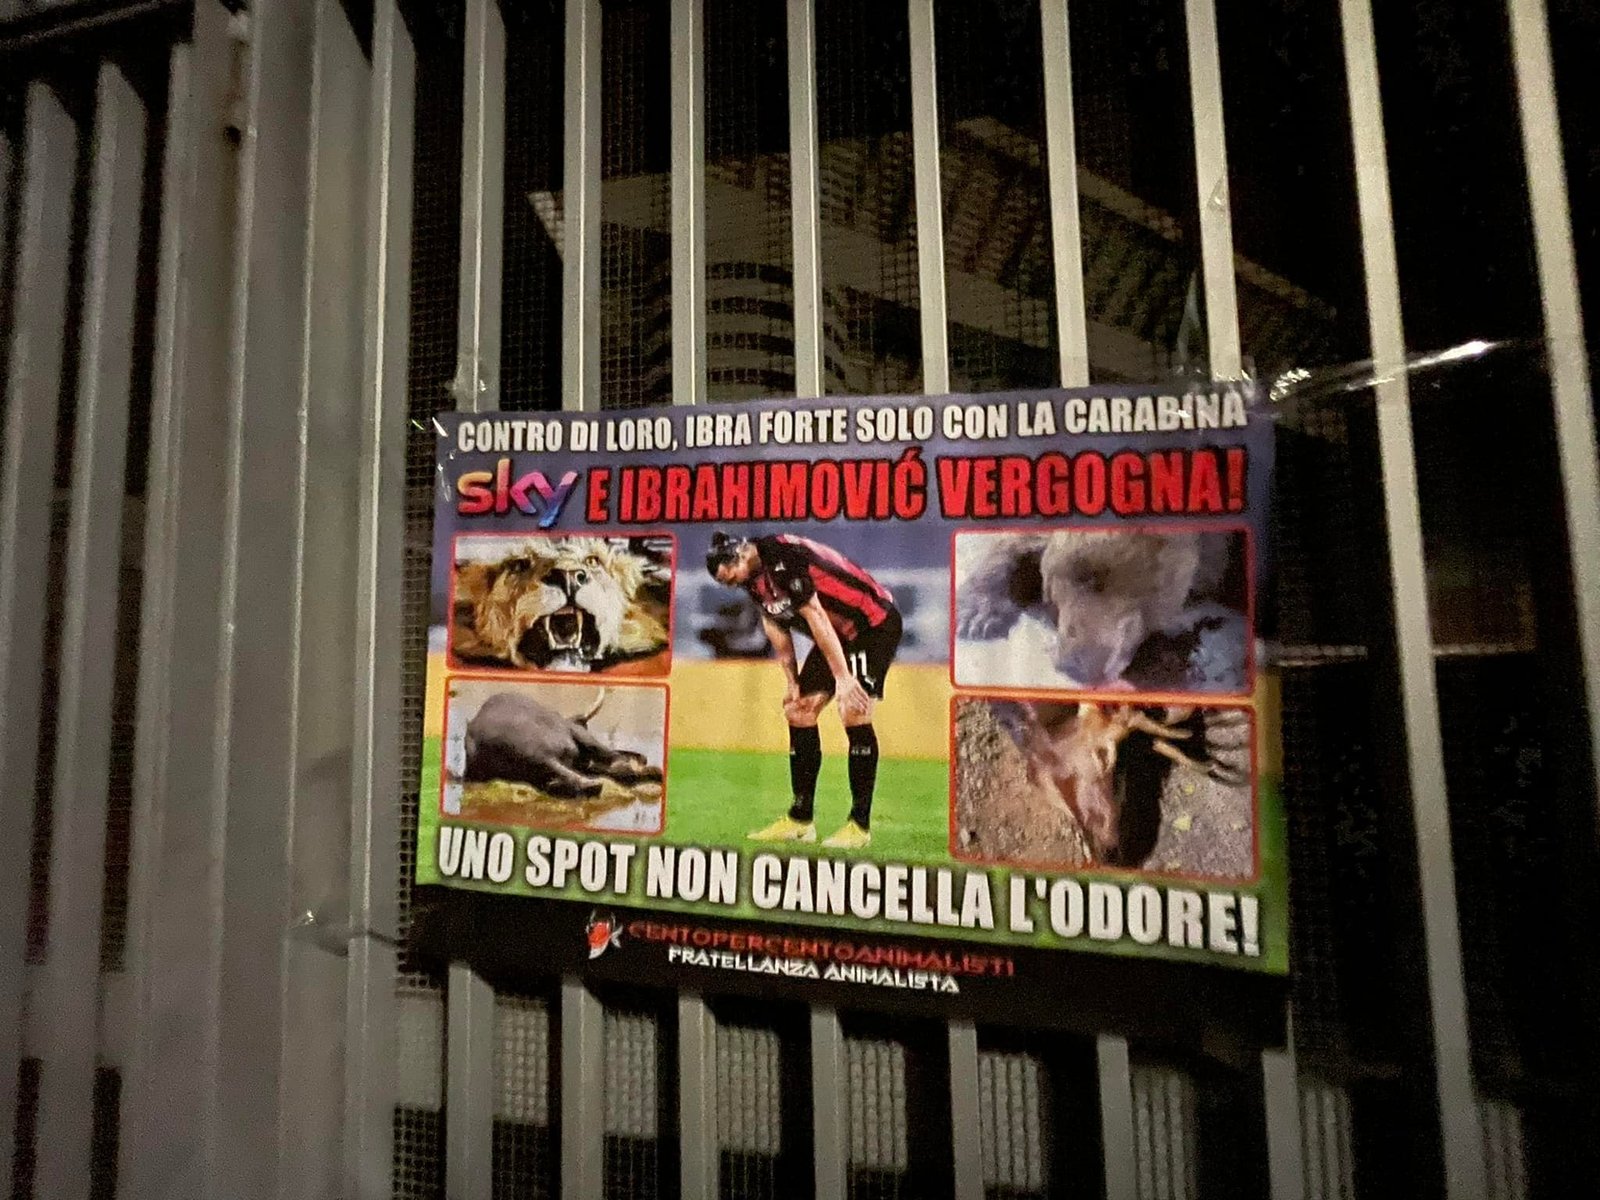 CONTRO DI LORO, IBRA FORTE SOLO CON LA CARABINA
sky E IBRAHIMOVIĆ VERGOGNA!
11
UNO SPOT NON CANCELLA L'ODORE!
CENTOPERCENTOANIMALISTI
FRATELLANZA ANIMALISTA